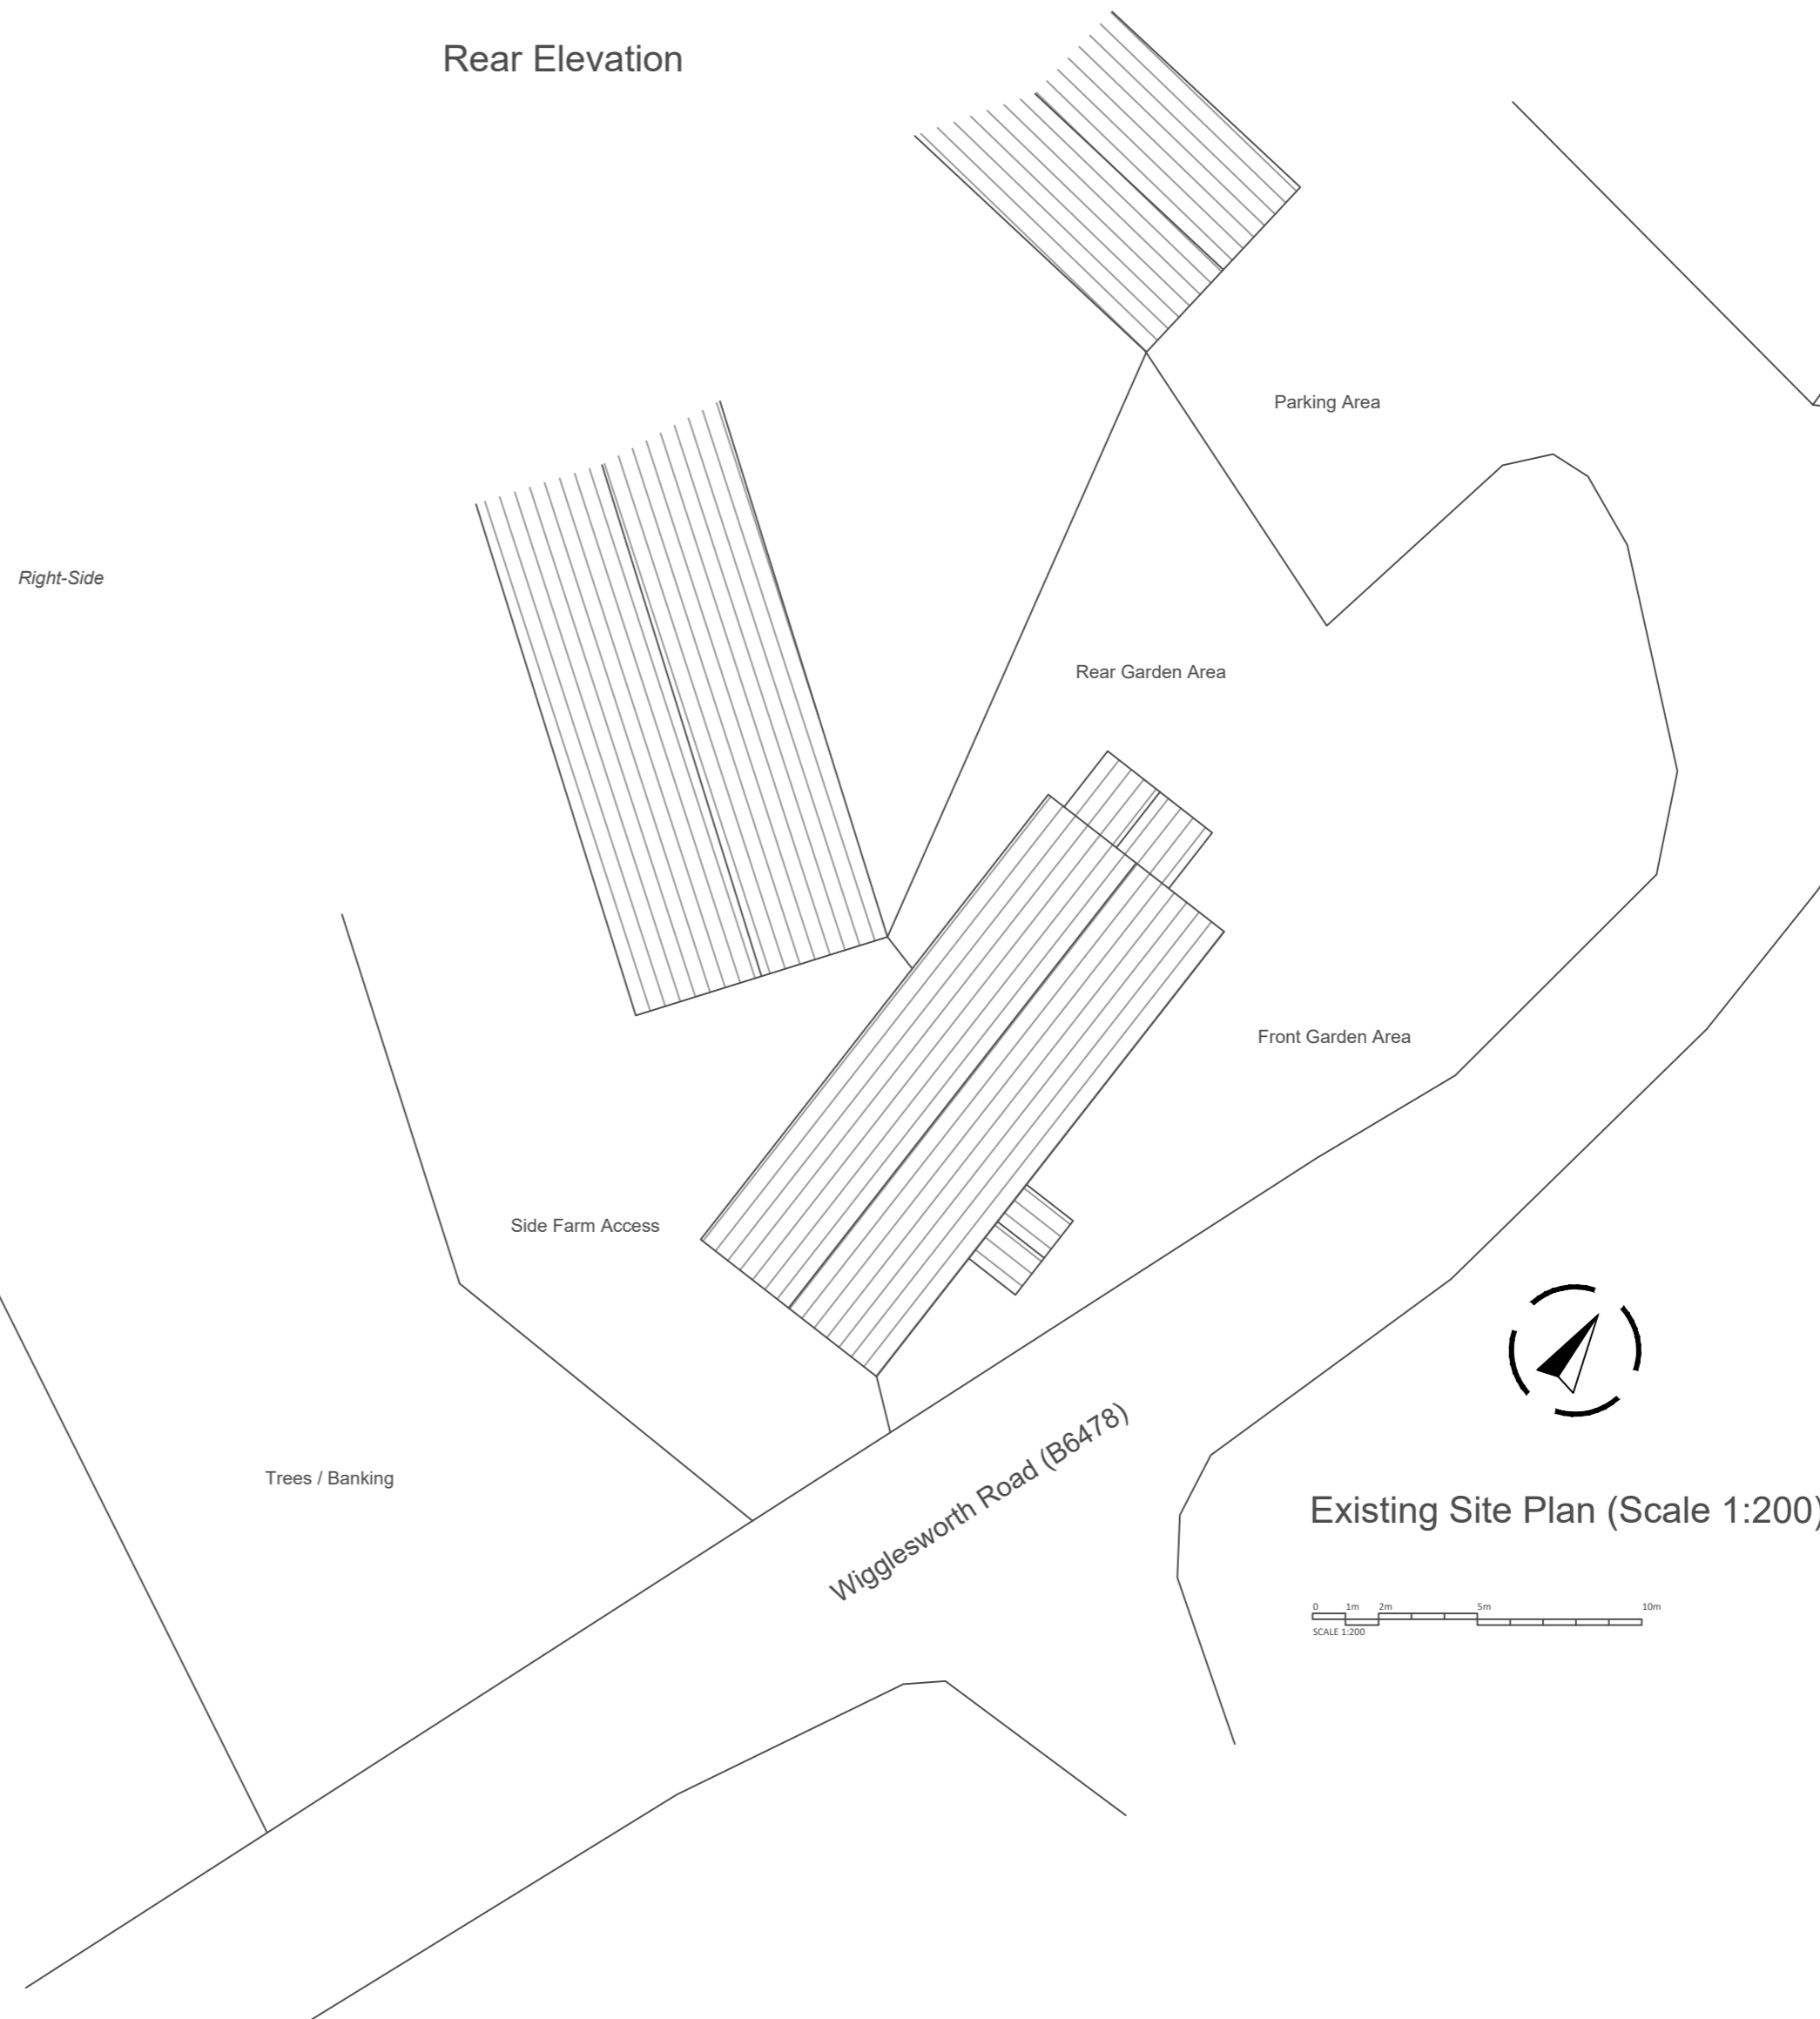 Rear Elevation
Parking Area
Right-Side
Rear Garden Area
Front Garden Area
Side Farm Access
Trees / Banking
Wigglesworth Road (B6478)
Existing Site Plan (Scale 1:200)
0 1m 2m 5m 10m
SCALE 1:200